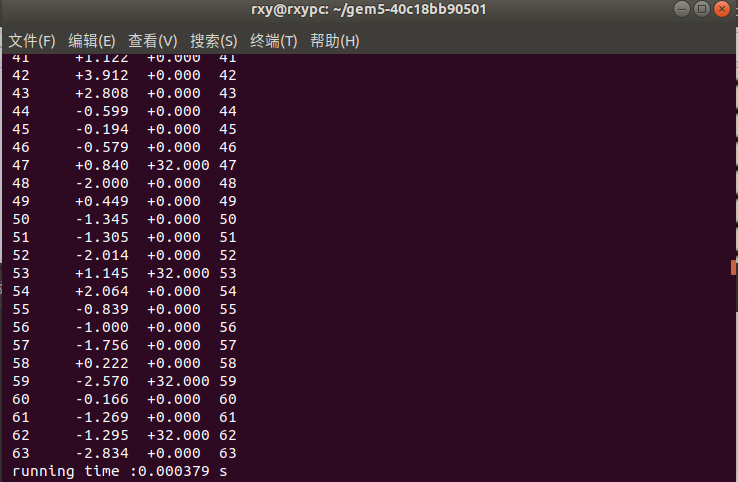 rxy@rxypc: ~/gem5-40c18bb90501
文件(F) 编辑(E) 查看(V) 搜索(S) 终端(T) 帮助(H)
41 +1.122 +0.000 41
42 +3.912 +0.000 42
43 +2.808 +0.000 43
44 -0.599 +0.000 44
45 -0.194 +0.000 45
46 -0.579 +0.000 46
47 +0.840 +32.000 47
48 -2.000 +0.000 48
49 +0.449 +0.000 49
50 -1.345 +0.000 50
51 -1.305 +0.000 51
52 -2.014 +0.000 52
53 +1.145 +32.000 53
54 +2.064 +0.000 54
55 -0.839 +0.000 55
56 -1.000 +0.000 56
57 -1.756 +0.000 57
58 +0.222 +0.000 58
59 -2.570 +32.000 59
60 -0.166 +0.000 60
61 -1.269 +0.000 61
62 -1.295 +32.000 62
63 -2.834 +0.000 63
running time :0.000379 s